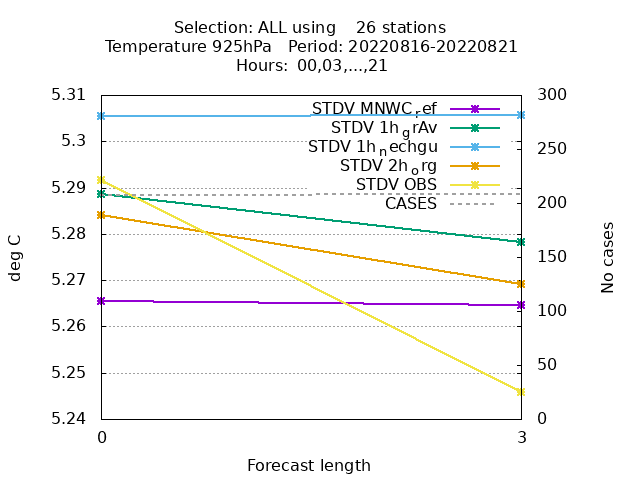 Selection: ALL using    26 stations
Temperature 925hPa   Period: 20220816-20220821
Hours: 00,03,...,21
5.31
5.3
5.29
5.28
5.27
5.26
5.25
5.24
deg C
STDV MNWC_ref
STDV 1h_grAv
STDV 1h_nechgu
STDV 2h_org
STDV OBS
CASES
300
250
200
150
100
50
0
No cases
0 3
Forecast length